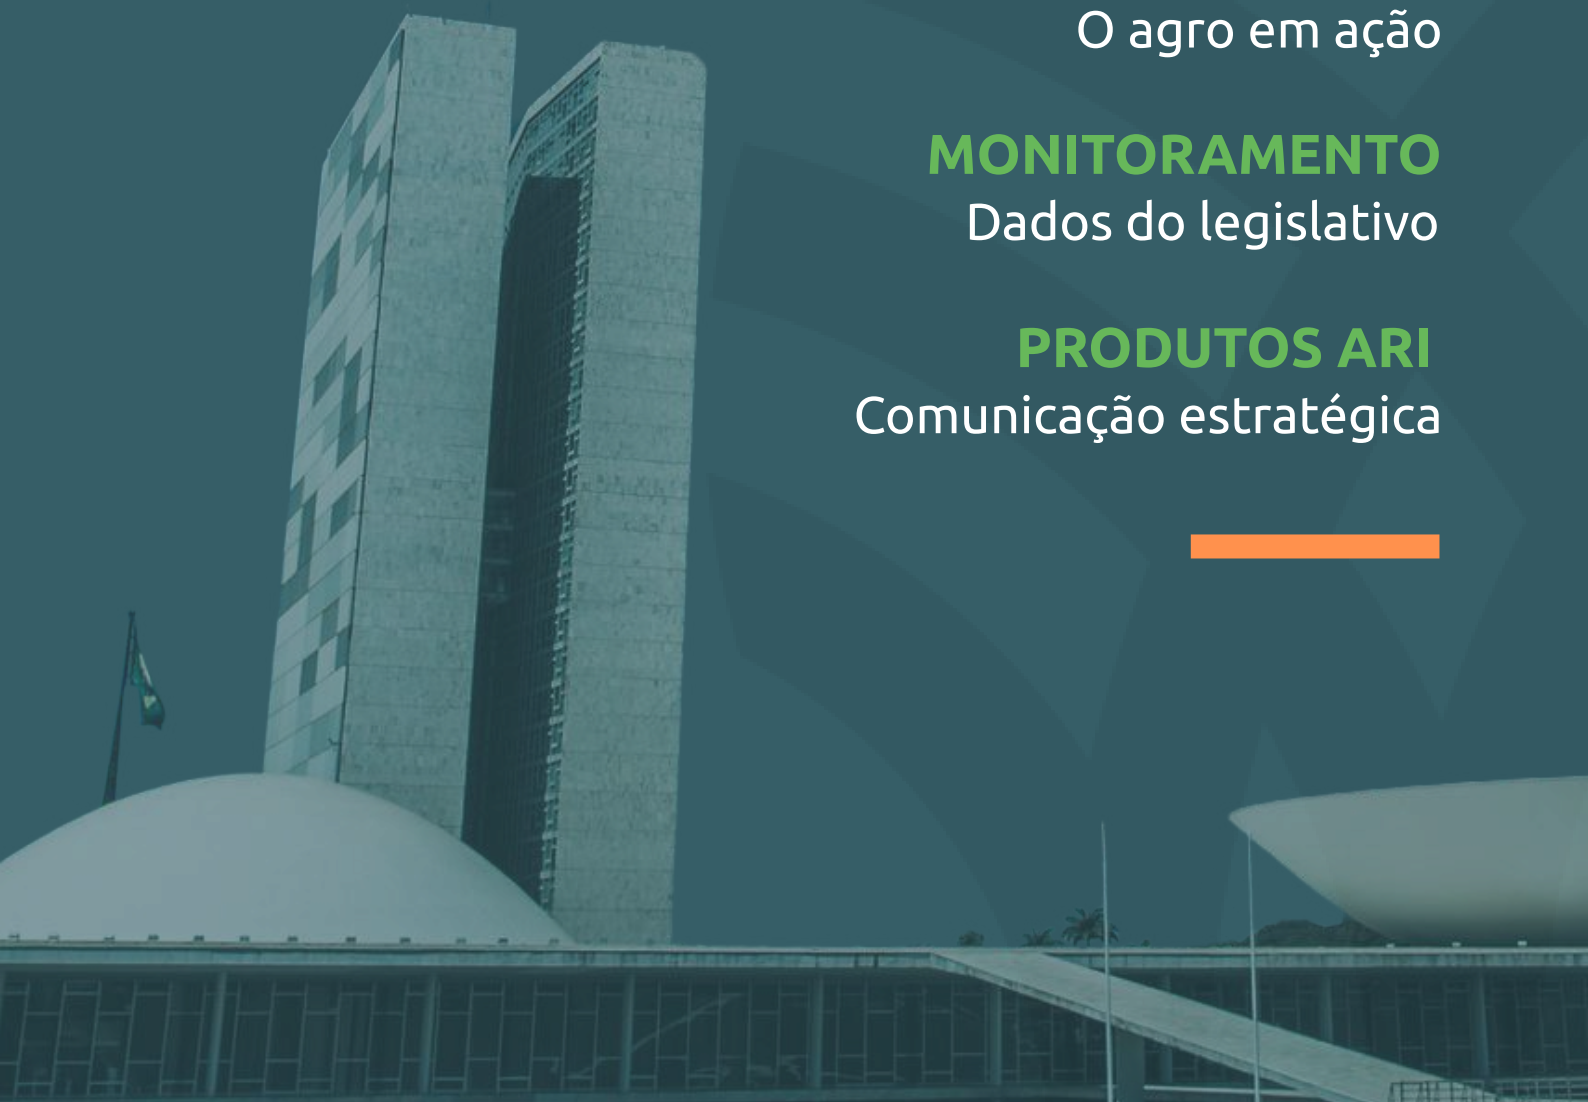 O agro em ação
MONITORAMENTO
Dados do legislativo
PRODUTOS ARI
Comunicação estratégica